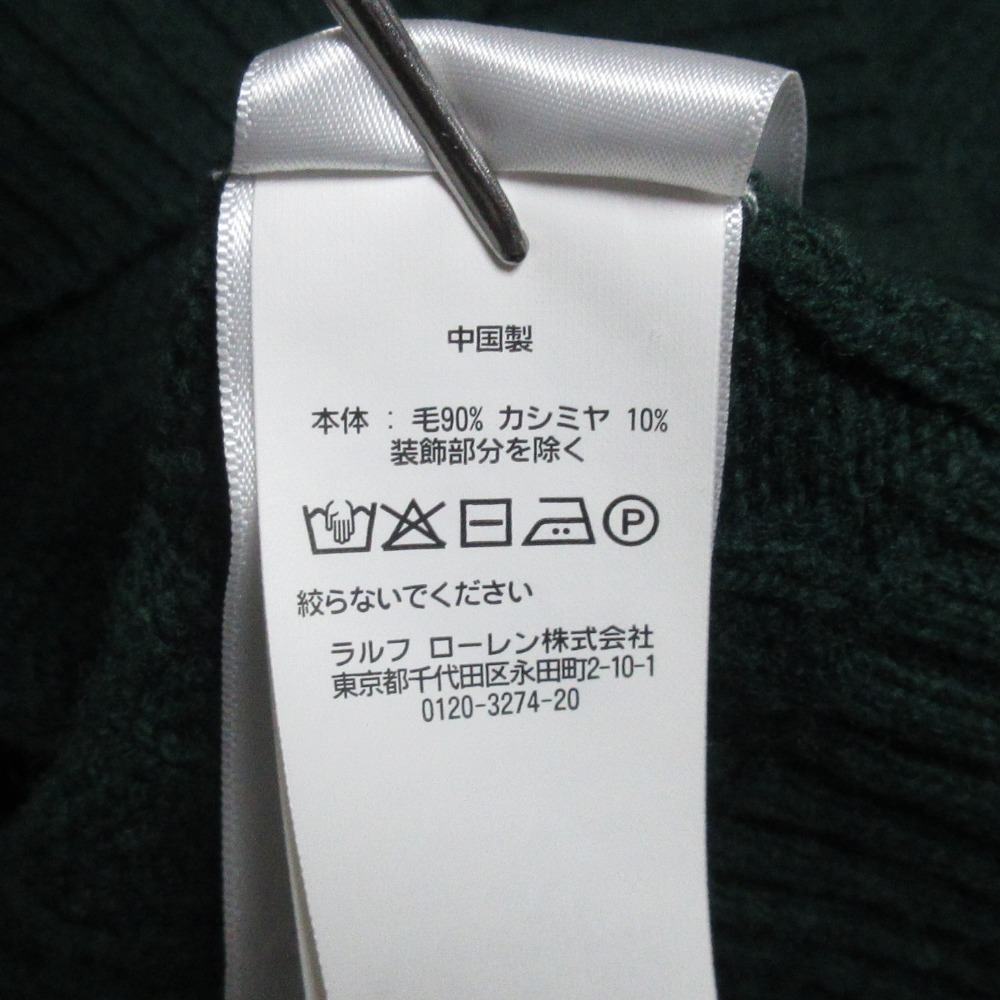 中国製
本体 : 毛90% カシミヤ 10%
装飾部分を除く
P
絞らないでください
ラルフ ローレン株式会社
東京都千代田区永田町2-10-1
0120-3274-20